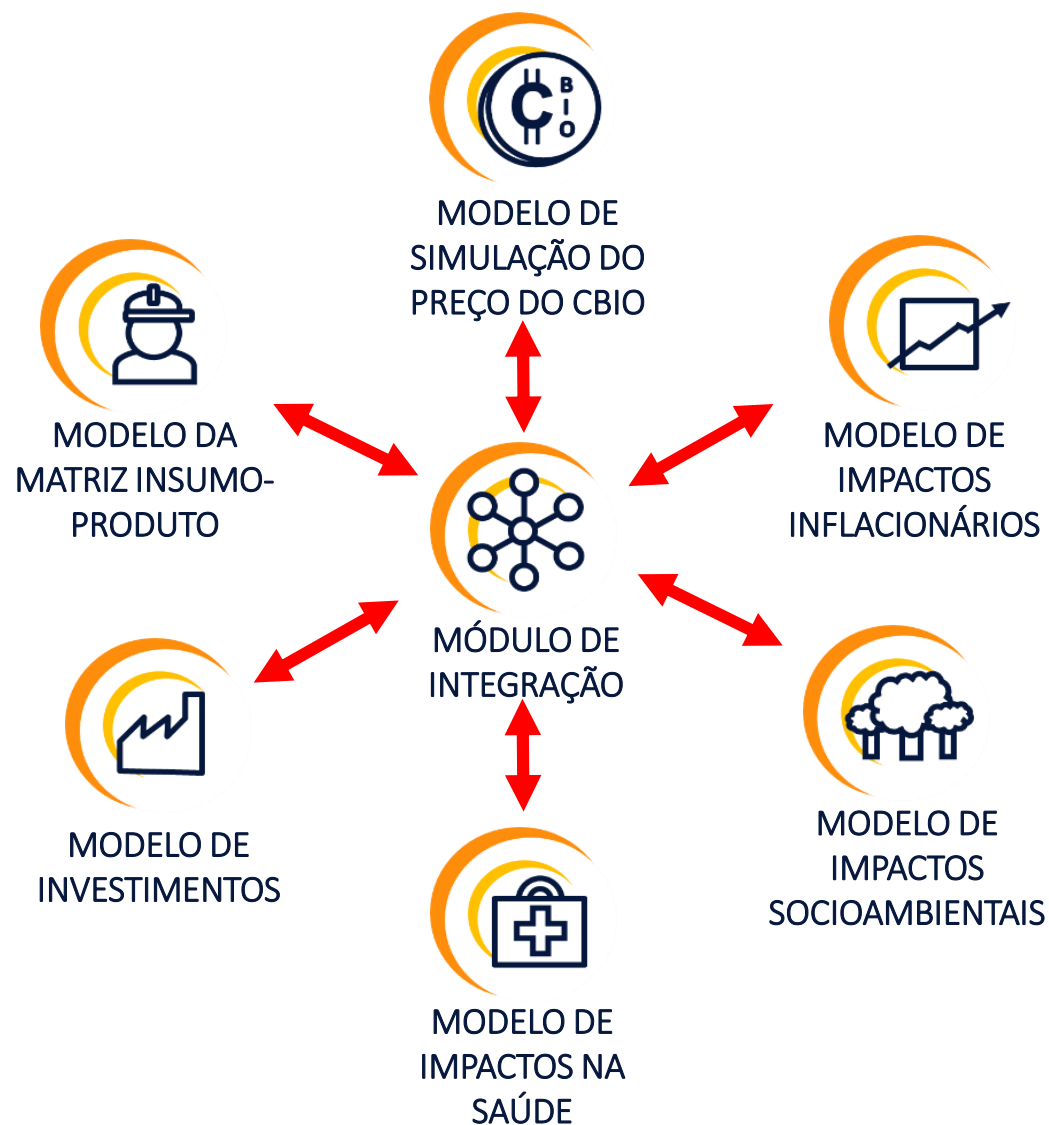 C
B
I
O
MODELO DE
SIMULAÇÃO DO
PREÇO DO CBIO
MODELO DA
MATRIZ INSUMO-
PRODUTO
MODELO DE
IMPACTOS
INFLACIONÁRIOS
MÓDULO DE
INTEGRAÇÃO
MODELO DE
INVESTIMENTOS
MODELO DE
IMPACTOS
SOCIOAMBIENTAIS
MODELO DE
IMPACTOS NA
SAÚDE